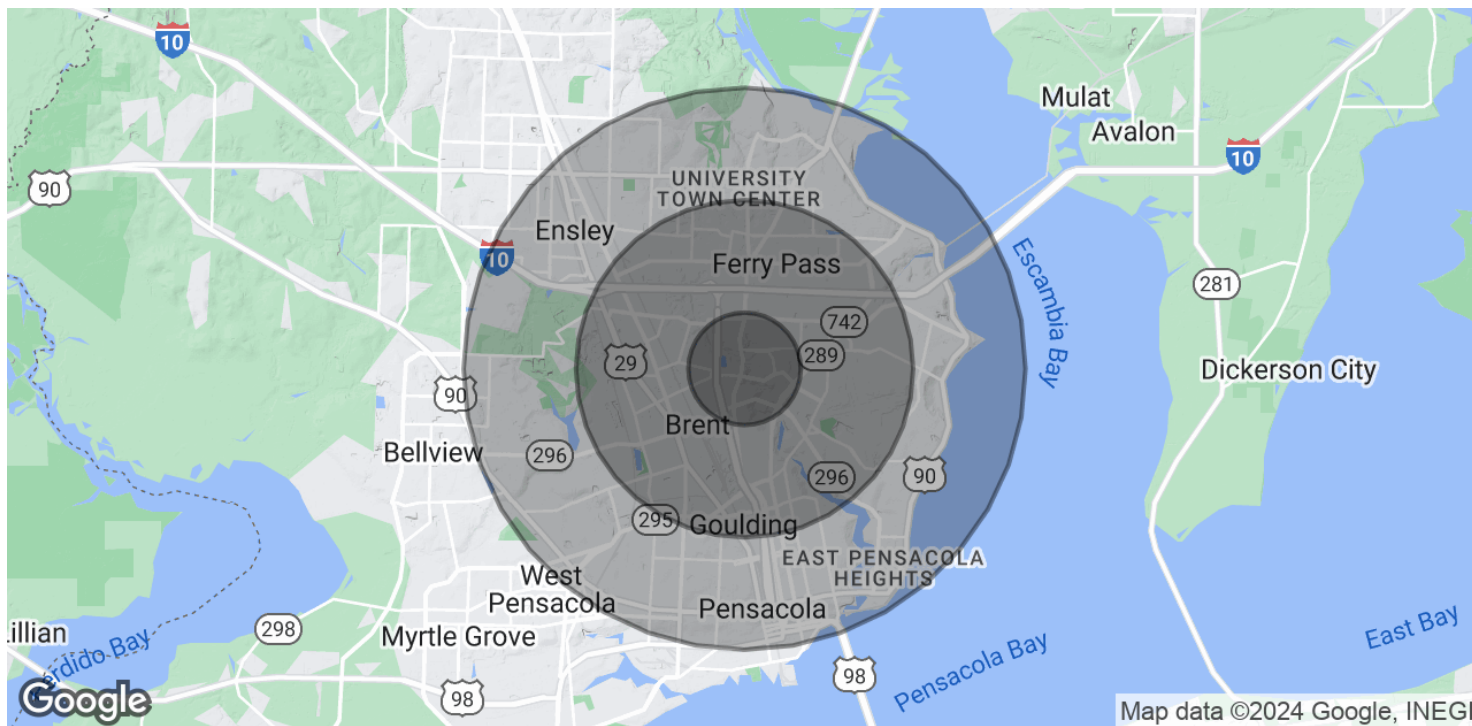 10
Mulat
Avalon
10
90
UNIVERSITY
TOWN CENTER
Ensley
10
Ferry Pass
Escambia Bay
281
742
289
29
Dickerson City
90
Brent
Bellview
296
296
90
295
Goulding
EAST PENSACOLA
HEIGHTS
West
Pensacola
Pensacola
298
Myrtle Grove
illian
erdido Bay
East Bay
Pensacola Bay
98
98
Google
Map data ©2024 Google, INEGI